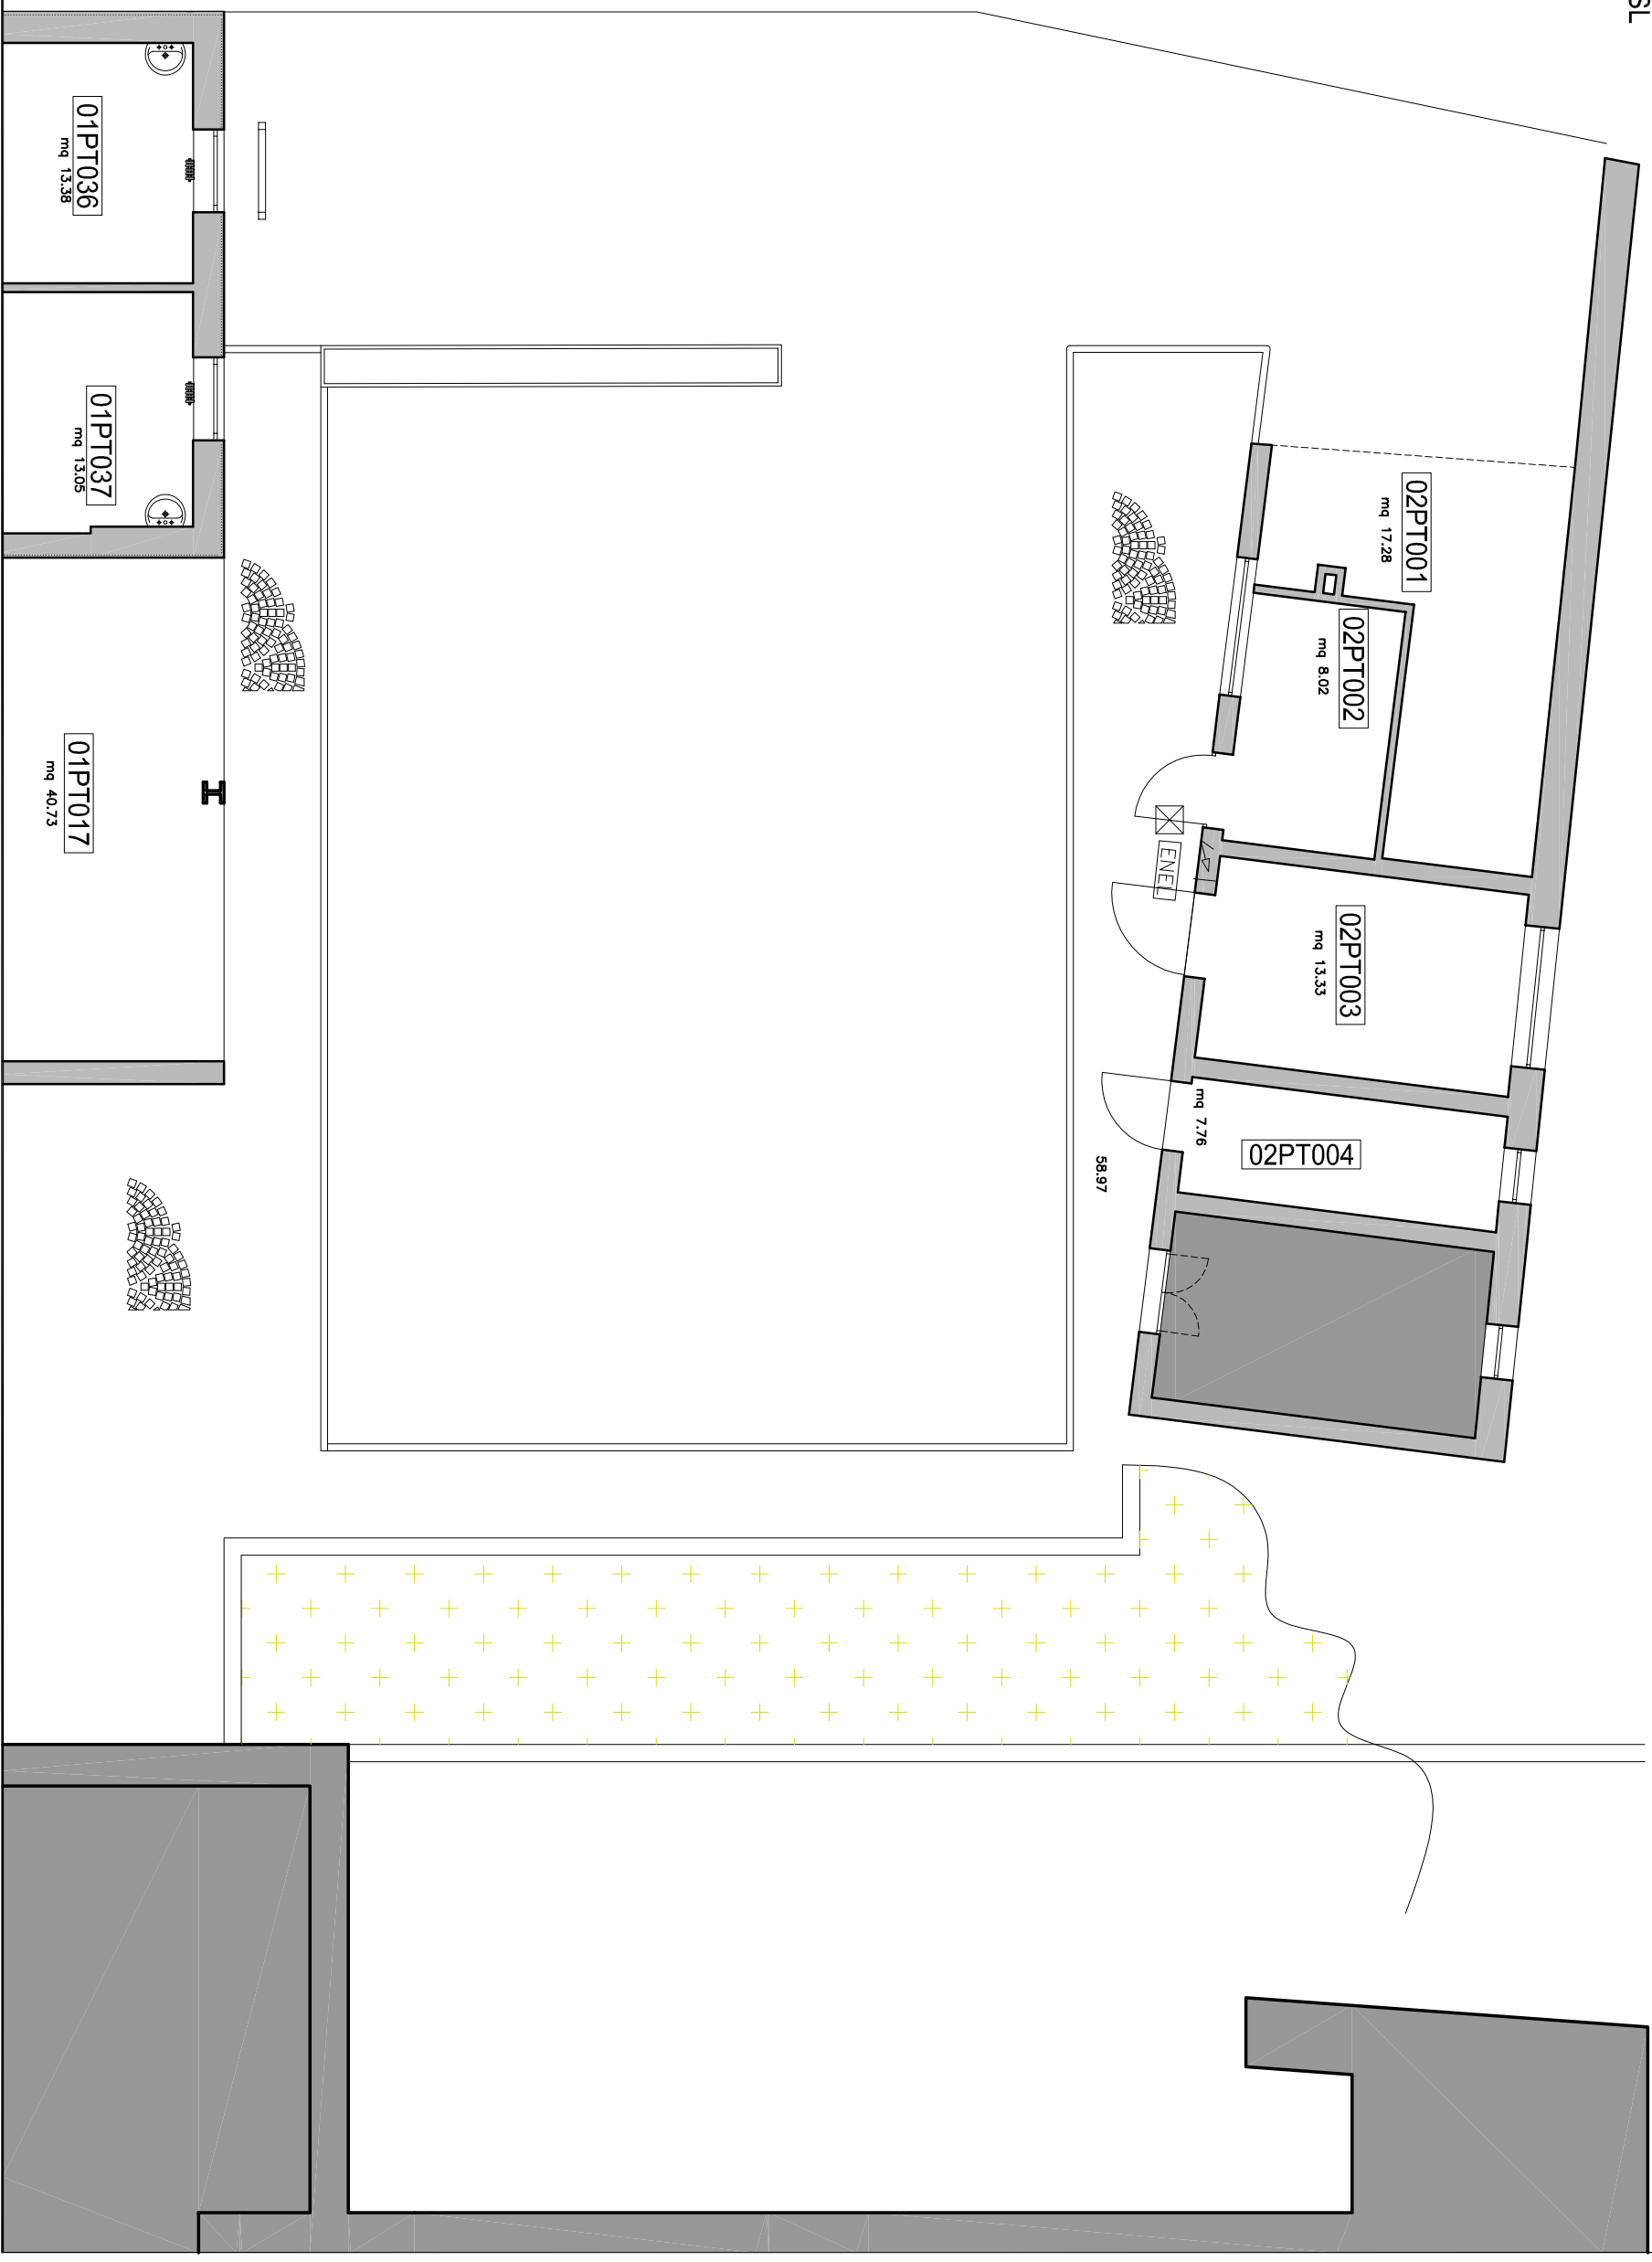 SL
01PT036
mq 13.38
01PT037
mq 13.05
01PT017
mq 40.73
02PT001
mq 17.28
02PT002
mq 8.02
ENEL
02PT003
mq 13.33
02PT004
mq 7.76
58.97